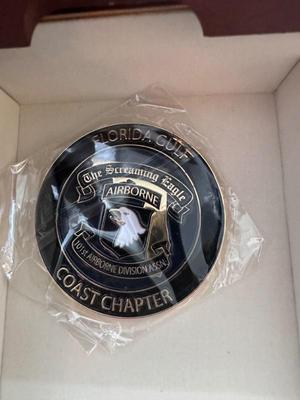 FLORIDA GULF
The Screaming Eagle
AIRBORNE
101ST AIRBORNE DIVISION ASSN.
COAST CHAPTER